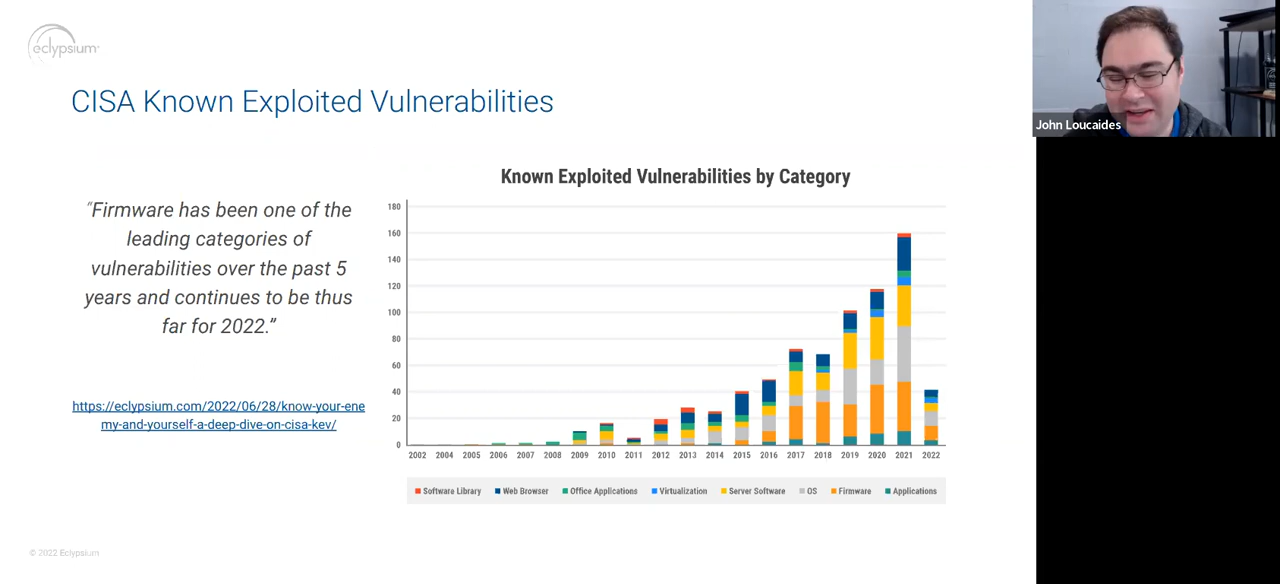 eclypsium
CISA Known Exploited Vulnerabilities
“Firmware has been one of the
leading categories of
vulnerabilities over the past 5
years and continues to be thus
far for 2022.”
https://eclypsium.com/2022/06/28/know-your-ene
my-and-yourself-a-deep-dive-on-cisa-kev/
Known Exploited Vulnerabilities by Category
180
160
140
120
100
80
60
40
20
0
2002 2004 2005 2006 2007 2008 2009 2010 2011 2012 2013 2014 2015 2016 2017 2018 2019 2020 2021 2022
Software Library Web Browser Office Applications Virtualization Server Software OS Firmware Applications
© 2022 Eclypsium
John Loucaides